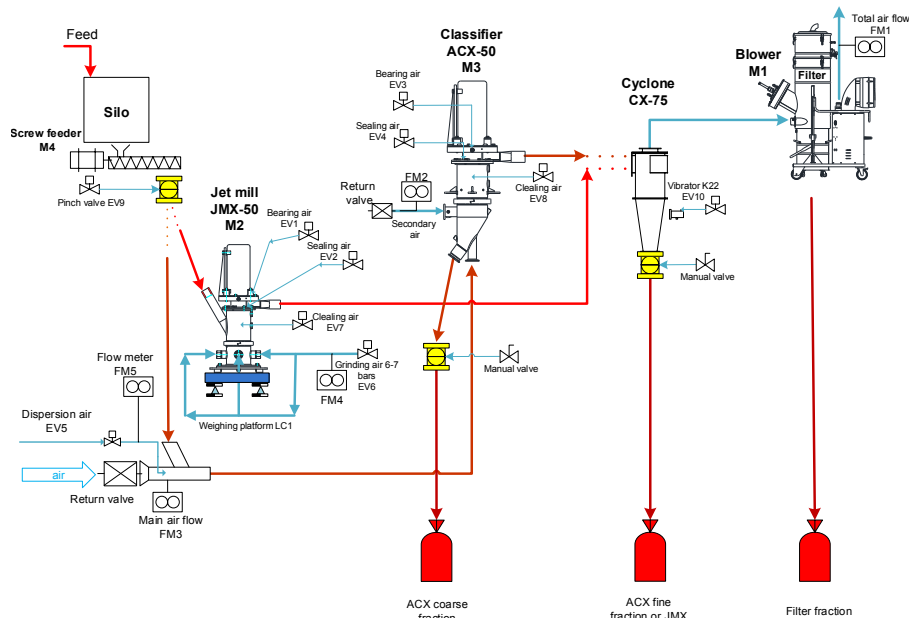 Feed
Silo
Screw feeder
M4
Pinch valve EV9
Jet mill
JMX-50
M2
Bearing air
EV1
Sealing air
EV2
Clealing air
EV7
Grinding air 6-7
bars
EV6
FM4
Weighing platform LC1
Flow meter
FM5
Dispersion air
EV5
air
Return valve
Main air flow
FM3
Classifier
ACX-50
M3
Bearing air
EV3
Sealing air
EV4
Return
valve
FM2
Secondary
air
Clealing air
EV8
Manual valve
Cyclone
CX-75
Vibrator K22
EV10
Manual valve
Blower
M1
Filter
Total air flow
FM1
ACX coarse
fraction
ACX fine
fraction or JMX
Filter fraction